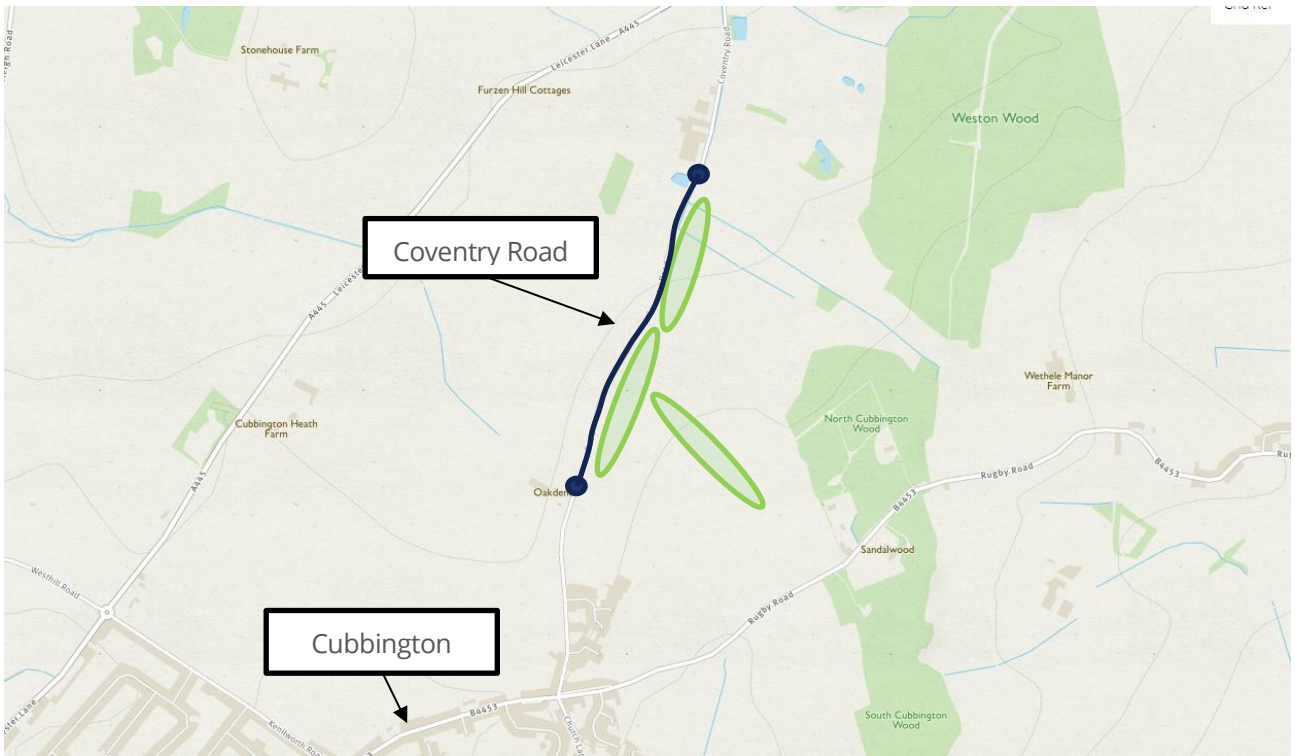 Stonehouse Farm
Leicester Lane A445
Coventry Road
Furzen Hill Cottages
Weston Wood
Coventry Road
A445
Wethele Manor
Farm
Cubbington Heath
Farm
North Cubbington
Wood
A445
Rugby Road
B4453
B4453
Sandalwood
Westhill Road
Rugby Road
Cubbington
B4453
Kenilworth Road
Church Lane
South Cubbington
Wood